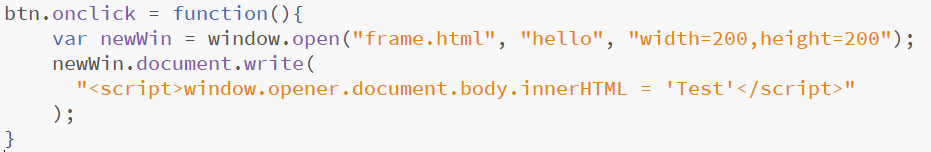 btn.onclick = function(){
    var newWin = window.open("frame.html", "hello", "width=200,height=200");
    newWin.document.write(
      "<script>window.opener.document.body.innerHTML = 'Test'</script>"
    );
}